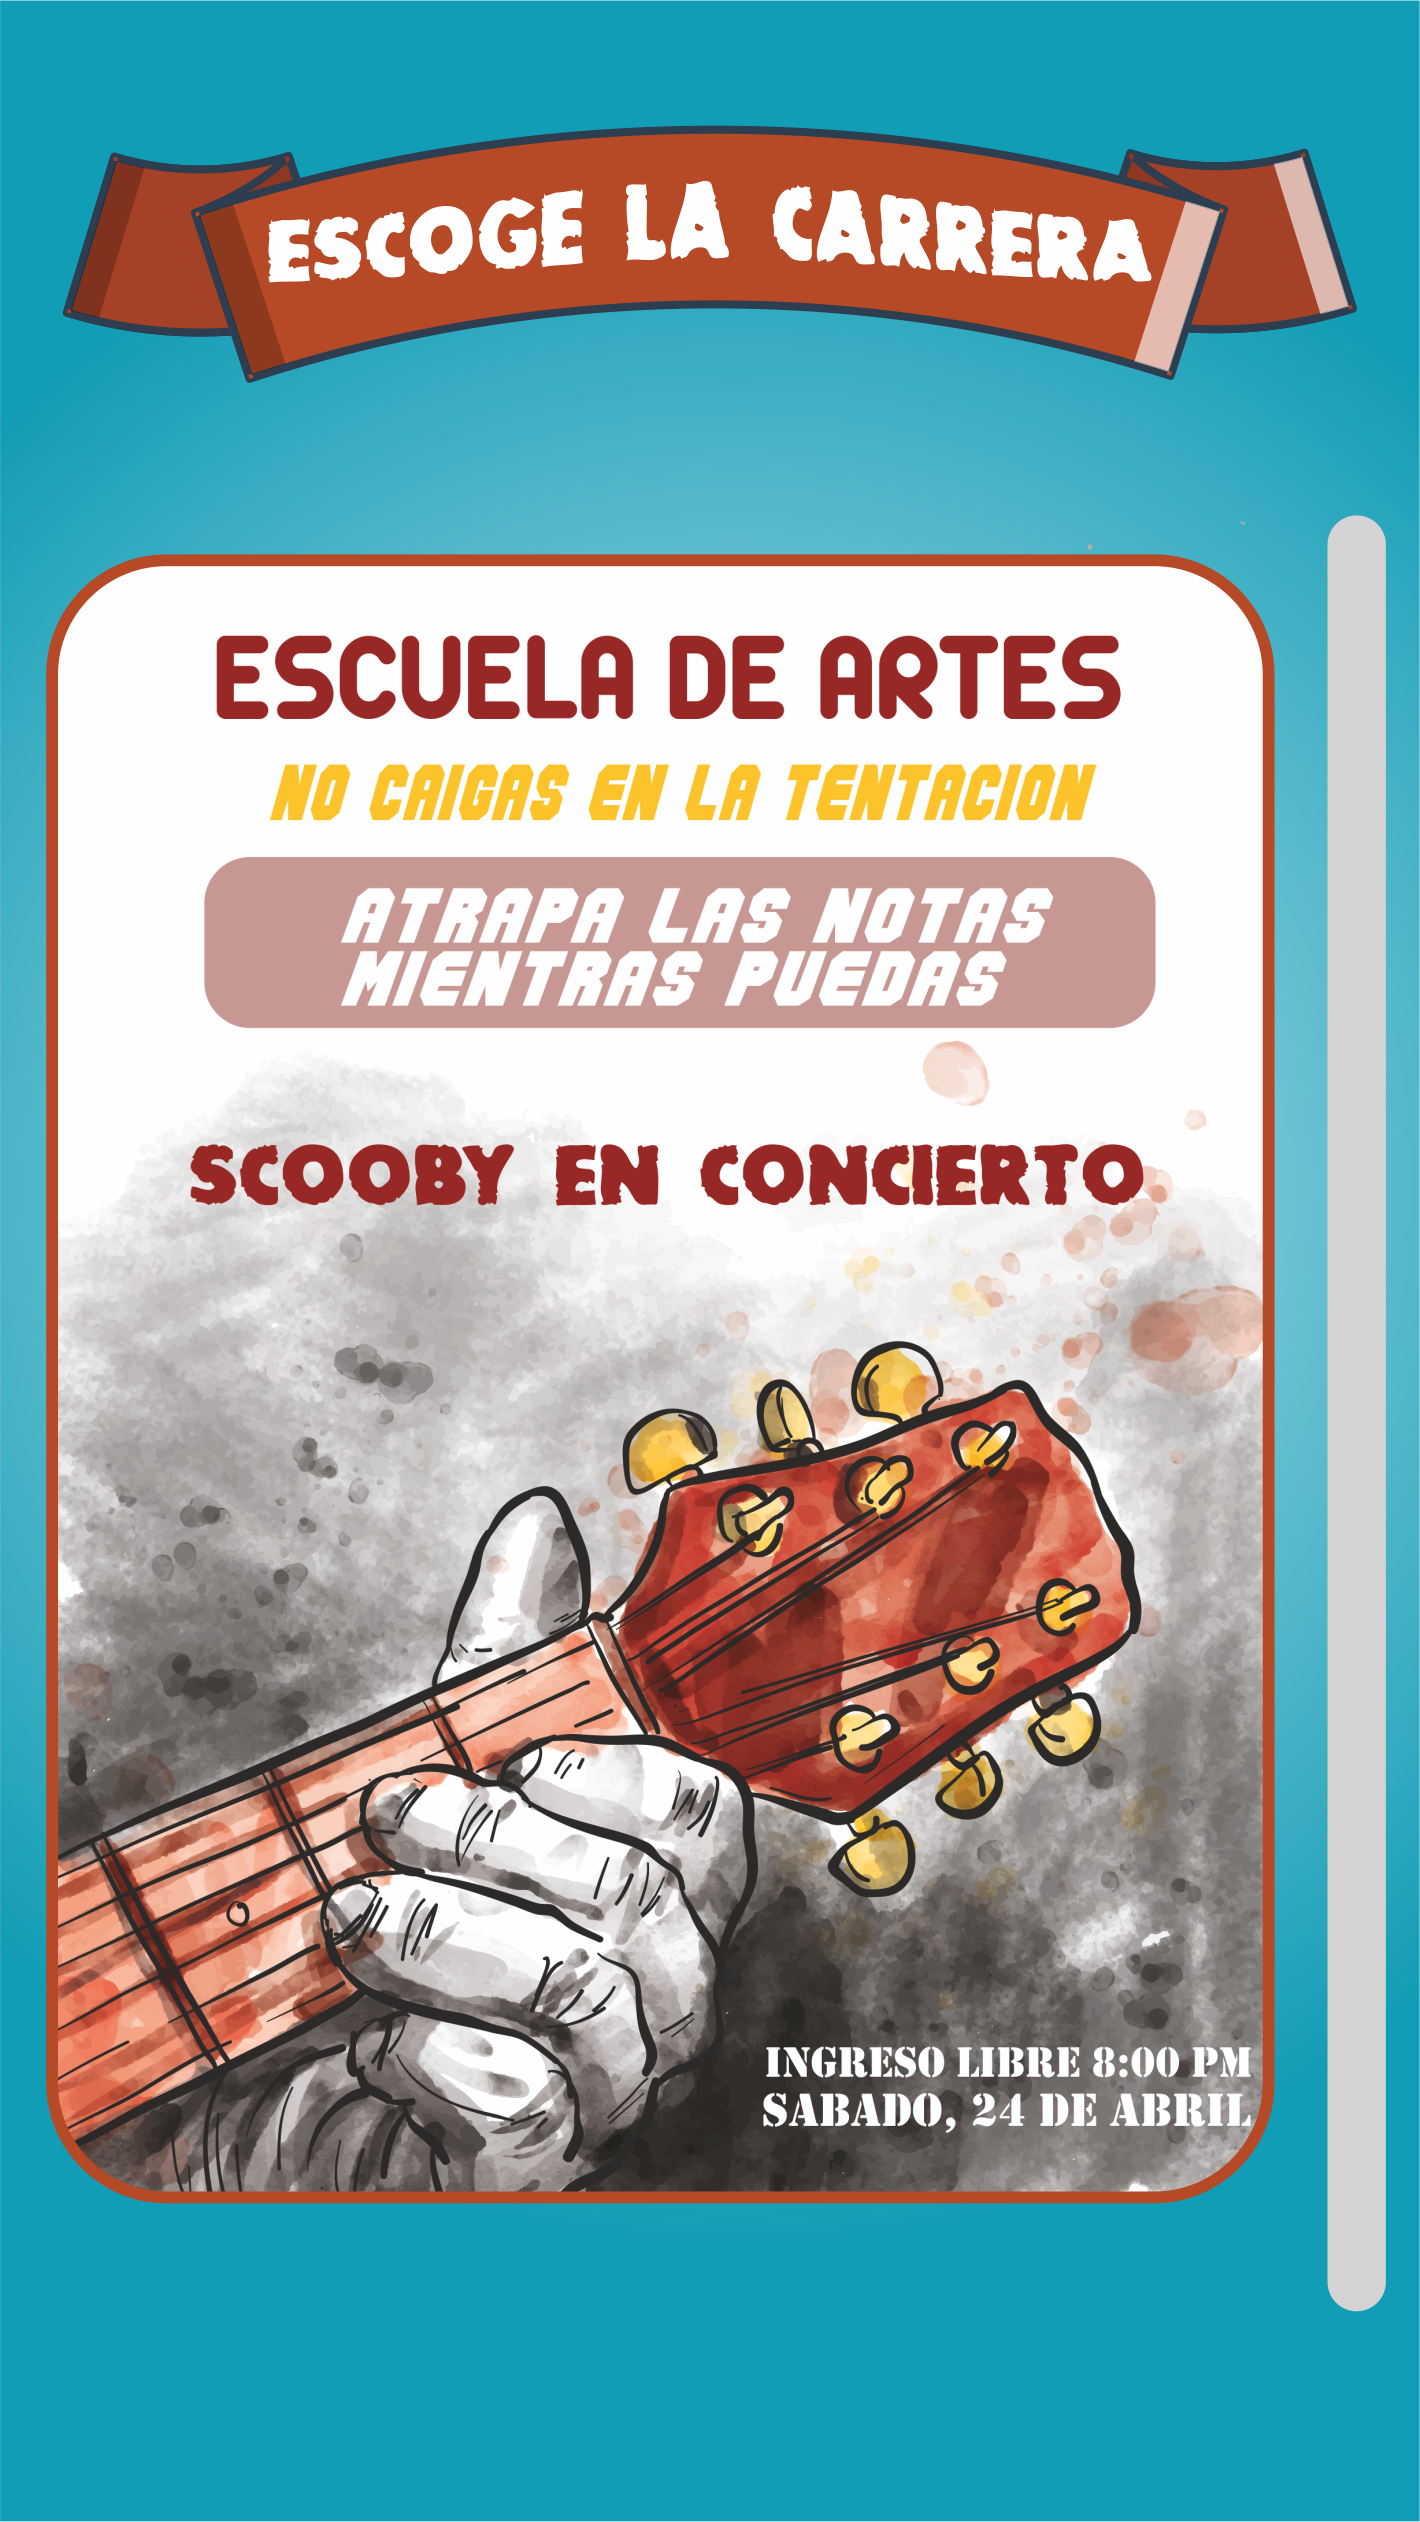 ESCOGE LA CARRERA
ESCUELA DE ARTES
NO CAIGAS EN LA TENTACION
ATRAPA LAS NOTAS
MIENTRAS PUEDAS
SCOOBY EN CONCIERTO
INGRESO LIBRE 8:00 PM
SABADO, 24 DE ABRIL